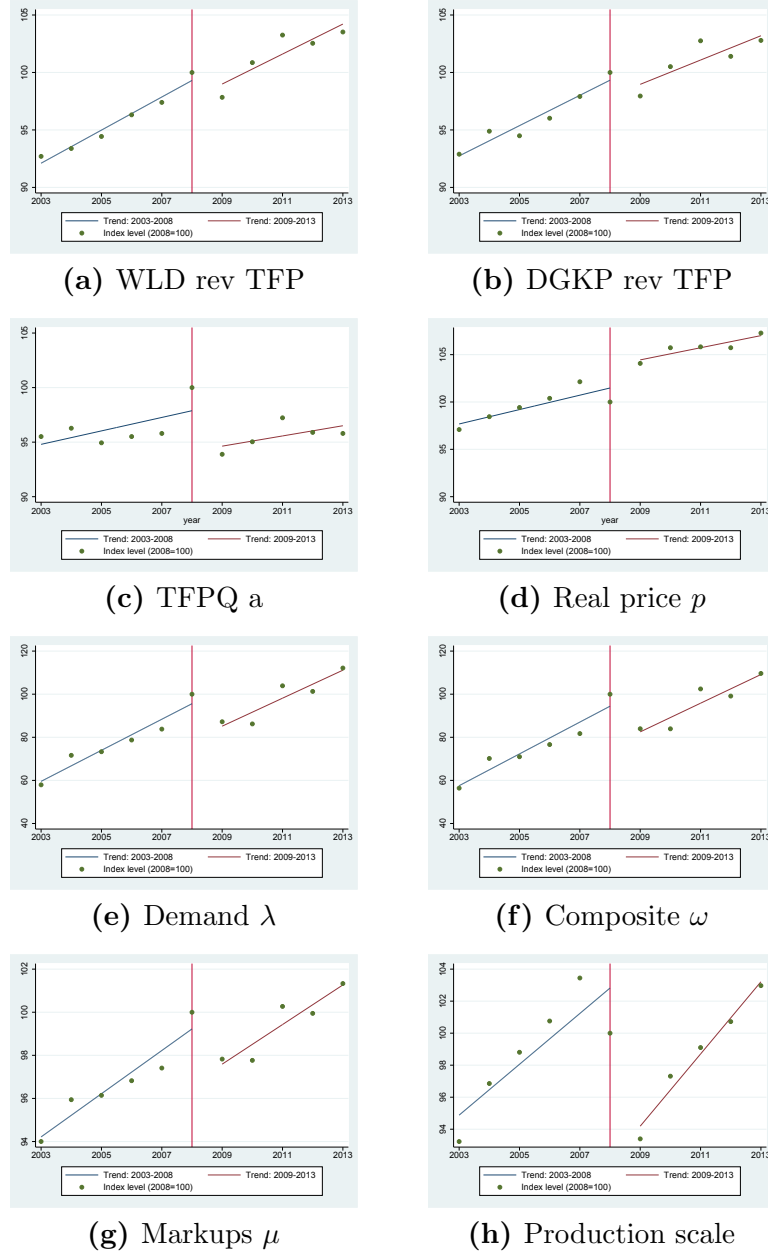 105
100
95
90
2003 2005 2007 2009 2011 2013
Trend: 2003-2008 Trend: 2009-2013
Index level (2008=100)
(a) WLD rev TFP
105
100
95
90
2003 2005 2007 2009 2011 2013
Trend: 2003-2008 Trend: 2009-2013
Index level (2008=100)
(b) DGKP rev TFP
105
100
95
90
2003 2005 2007 2009 2011 2013
year
Trend: 2003-2008 Trend: 2009-2013
Index level (2008=100)
(c) TFPQ a
105
100
95
90
2003 2005 2007 2009 2011 2013
year
Trend: 2003-2008 Trend: 2009-2013
Index level (2008=100)
(d) Real price p
120
100
80
60
40
2003 2005 2007 2009 2011 2013
Trend: 2003-2008 Trend: 2009-2013
Index level (2008=100)
(e) Demand λ
120
100
80
60
40
2003 2005 2007 2009 2011 2013
Trend: 2003-2008 Trend: 2009-2013
Index level (2008=100)
(f) Composite ω
102
100
98
96
94
2003 2005 2007 2009 2011 2013
Trend: 2003-2008 Trend: 2009-2013
Index level (2008=100)
(g) Markups μ
104
102
100
98
96
94
2003 2005 2007 2009 2011 2013
Trend: 2003-2008 Trend: 2009-2013
Index level (2008=100)
(h) Production scale